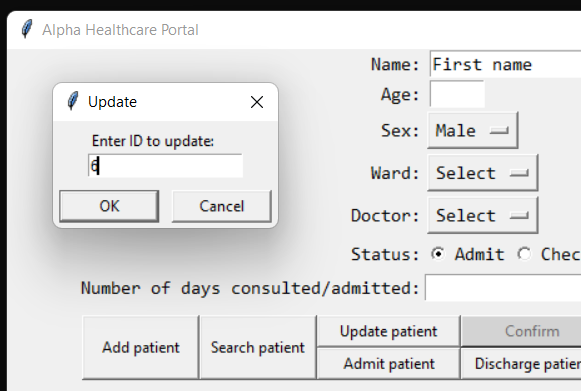 Alpha Healthcare Portal
Update
Enter ID to update:
6
OK Cancel
Name: First name
Age:
Sex: Male
Ward: Select
Doctor: Select
Status: Admit Chec
Number of days consulted/admitted:
Add patient Search patient Update patient Confirm
Admit patient Discharge patien